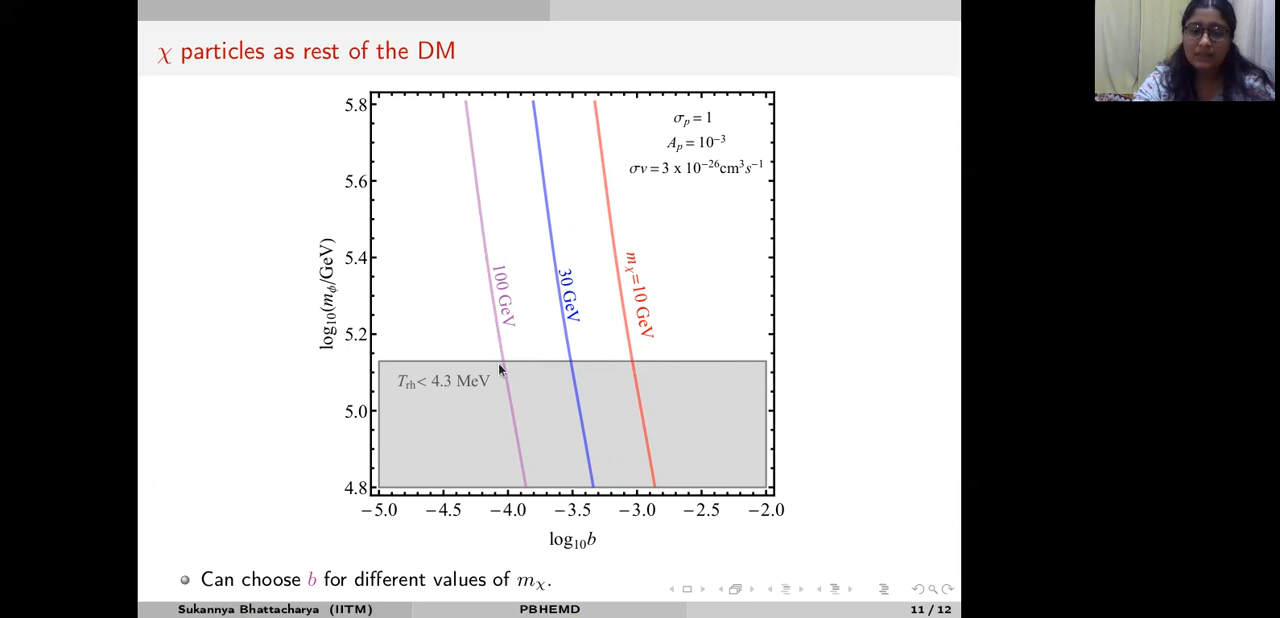 χ particles as rest of the DM
σp = 1
Ap = 10⁻³
σv = 3 x 10⁻²⁶cm³s⁻¹
5.8
5.6
5.4
5.2
5.0
4.8
log₁₀(mϕ/GeV)
100 GeV
30 GeV
mχ=10 GeV
Trh< 4.3 MeV
−5.0 −4.5 −4.0 −3.5 −3.0 −2.5 −2.0
log₁₀b
Can choose b for different values of mχ.
Sukannya Bhattacharya (IITM) PBHEMD 11 / 12